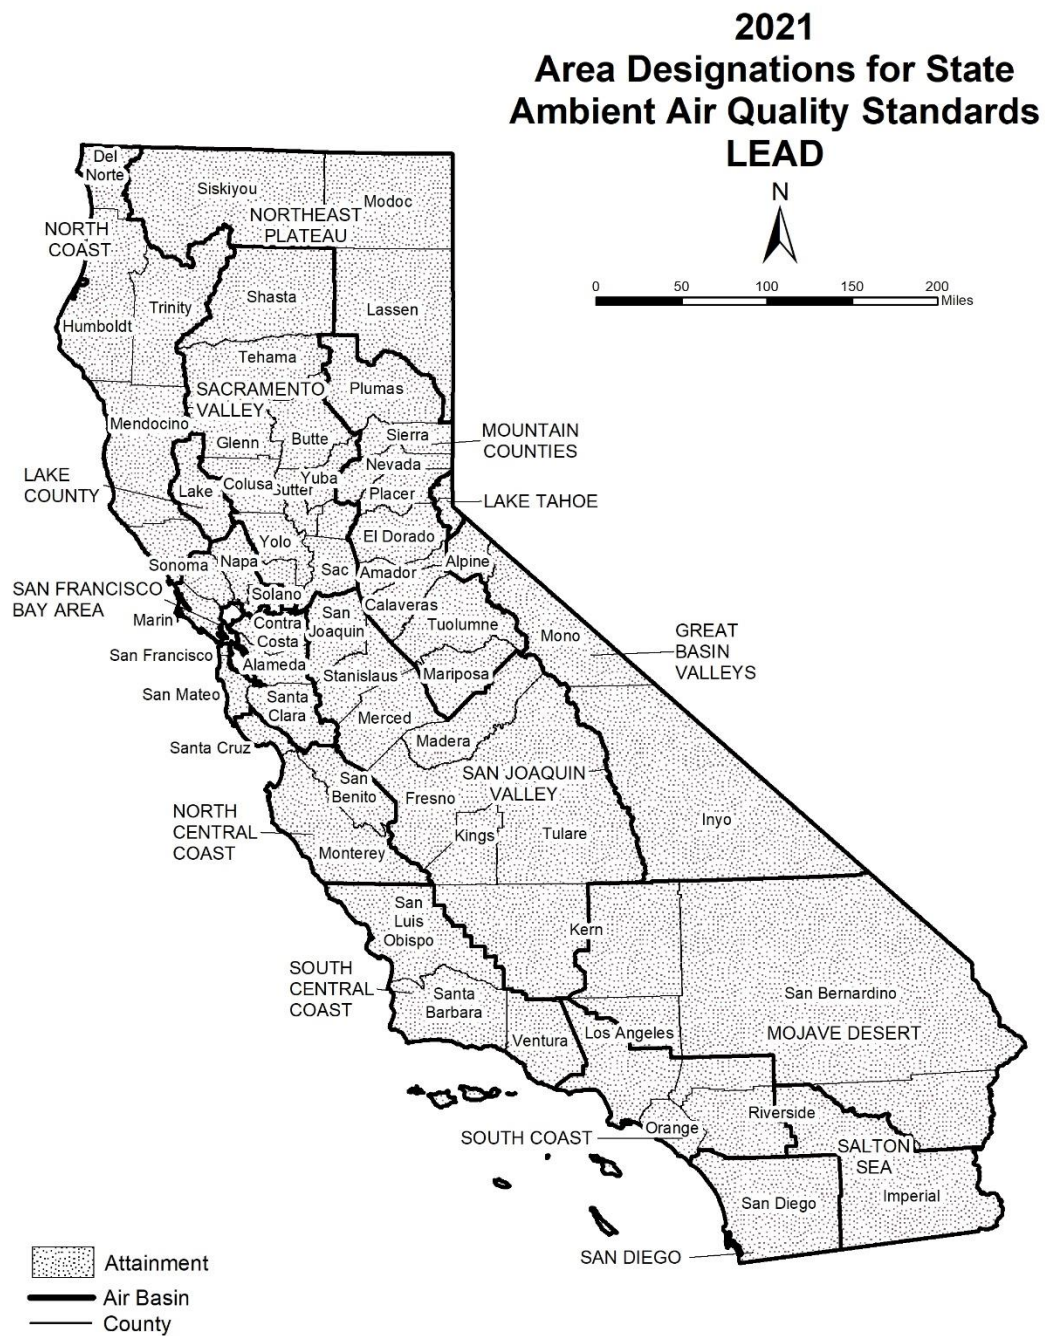 2021
Area Designations for State
Ambient Air Quality Standards
LEAD
N
0 50 100 150 200
Miles
Del
Norte
Siskiyou
Modoc
NORTHEAST
PLATEAU
NORTH
COAST
Trinity
Shasta
Lassen
Humboldt
Tehama
Plumas
SACRAMENTO
VALLEY
Mendocino
Glenn
Butte
Sierra
MOUNTAIN
COUNTIES
Nevada
LAKE
COUNTY
Lake
Colusa
Sutter
Yuba
Placer
LAKE TAHOE
Yolo
El Dorado
Sonoma
Napa
Sac
Amador
Alpine
SAN FRANCISCO
BAY AREA
Solano
Marin
Contra
Costa
San
Joaquin
Calaveras
Tuolumne
Mono
GREAT
BASIN
VALLEYS
San Francisco
Alameda
Stanislaus
Mariposa
San Mateo
Santa
Clara
Merced
Santa Cruz
Madera
San
Benito
Fresno
SAN JOAQUIN
VALLEY
NORTH
CENTRAL
COAST
Monterey
Kings
Tulare
Inyo
San
Luis
Obispo
Kern
SOUTH
CENTRAL
COAST
Santa
Barbara
Ventura
Los Angeles
San Bernardino
MOJAVE DESERT
Orange
Riverside
SOUTH COAST
SALTON
SEA
San Diego
Imperial
SAN DIEGO
Attainment
Air Basin
County